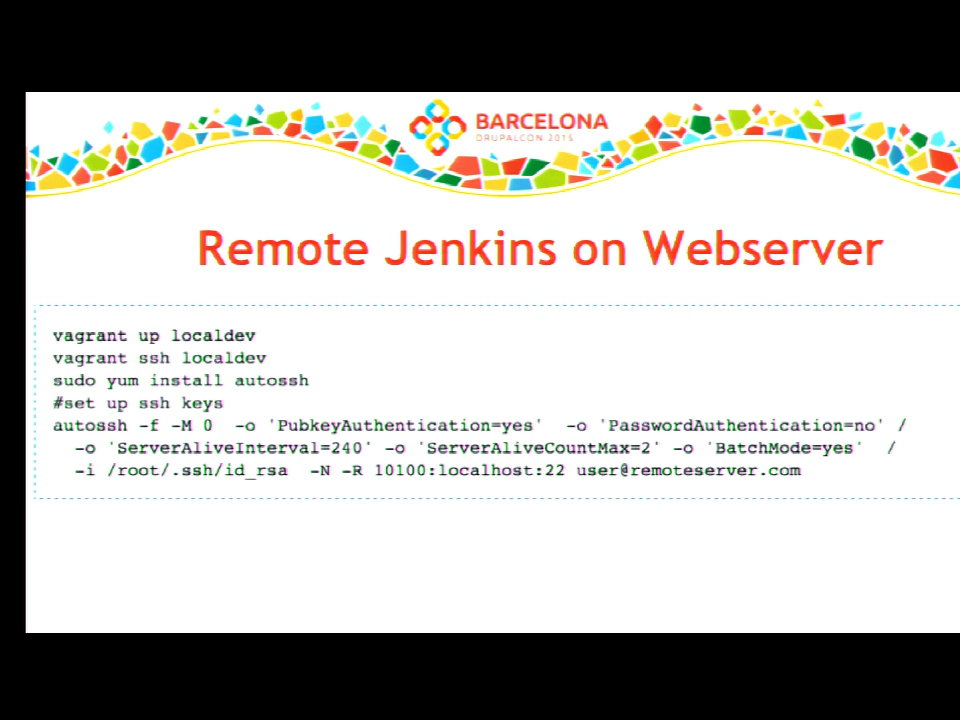 BARCELONA
DRUPALCON 2015
Remote Jenkins on Webserver
vagrant up localdev
vagrant ssh localdev
sudo yum install autossh
#set up ssh keys
autossh -f -M 0  -o 'PubkeyAuthentication=yes'  -o 'PasswordAuthentication=no' /
  -o 'ServerAliveInterval=240' -o 'ServerAliveCountMax=2' -o 'BatchMode=yes'  /
  -i /root/.ssh/id_rsa  -N -R 10100:localhost:22 user@remoteserver.com